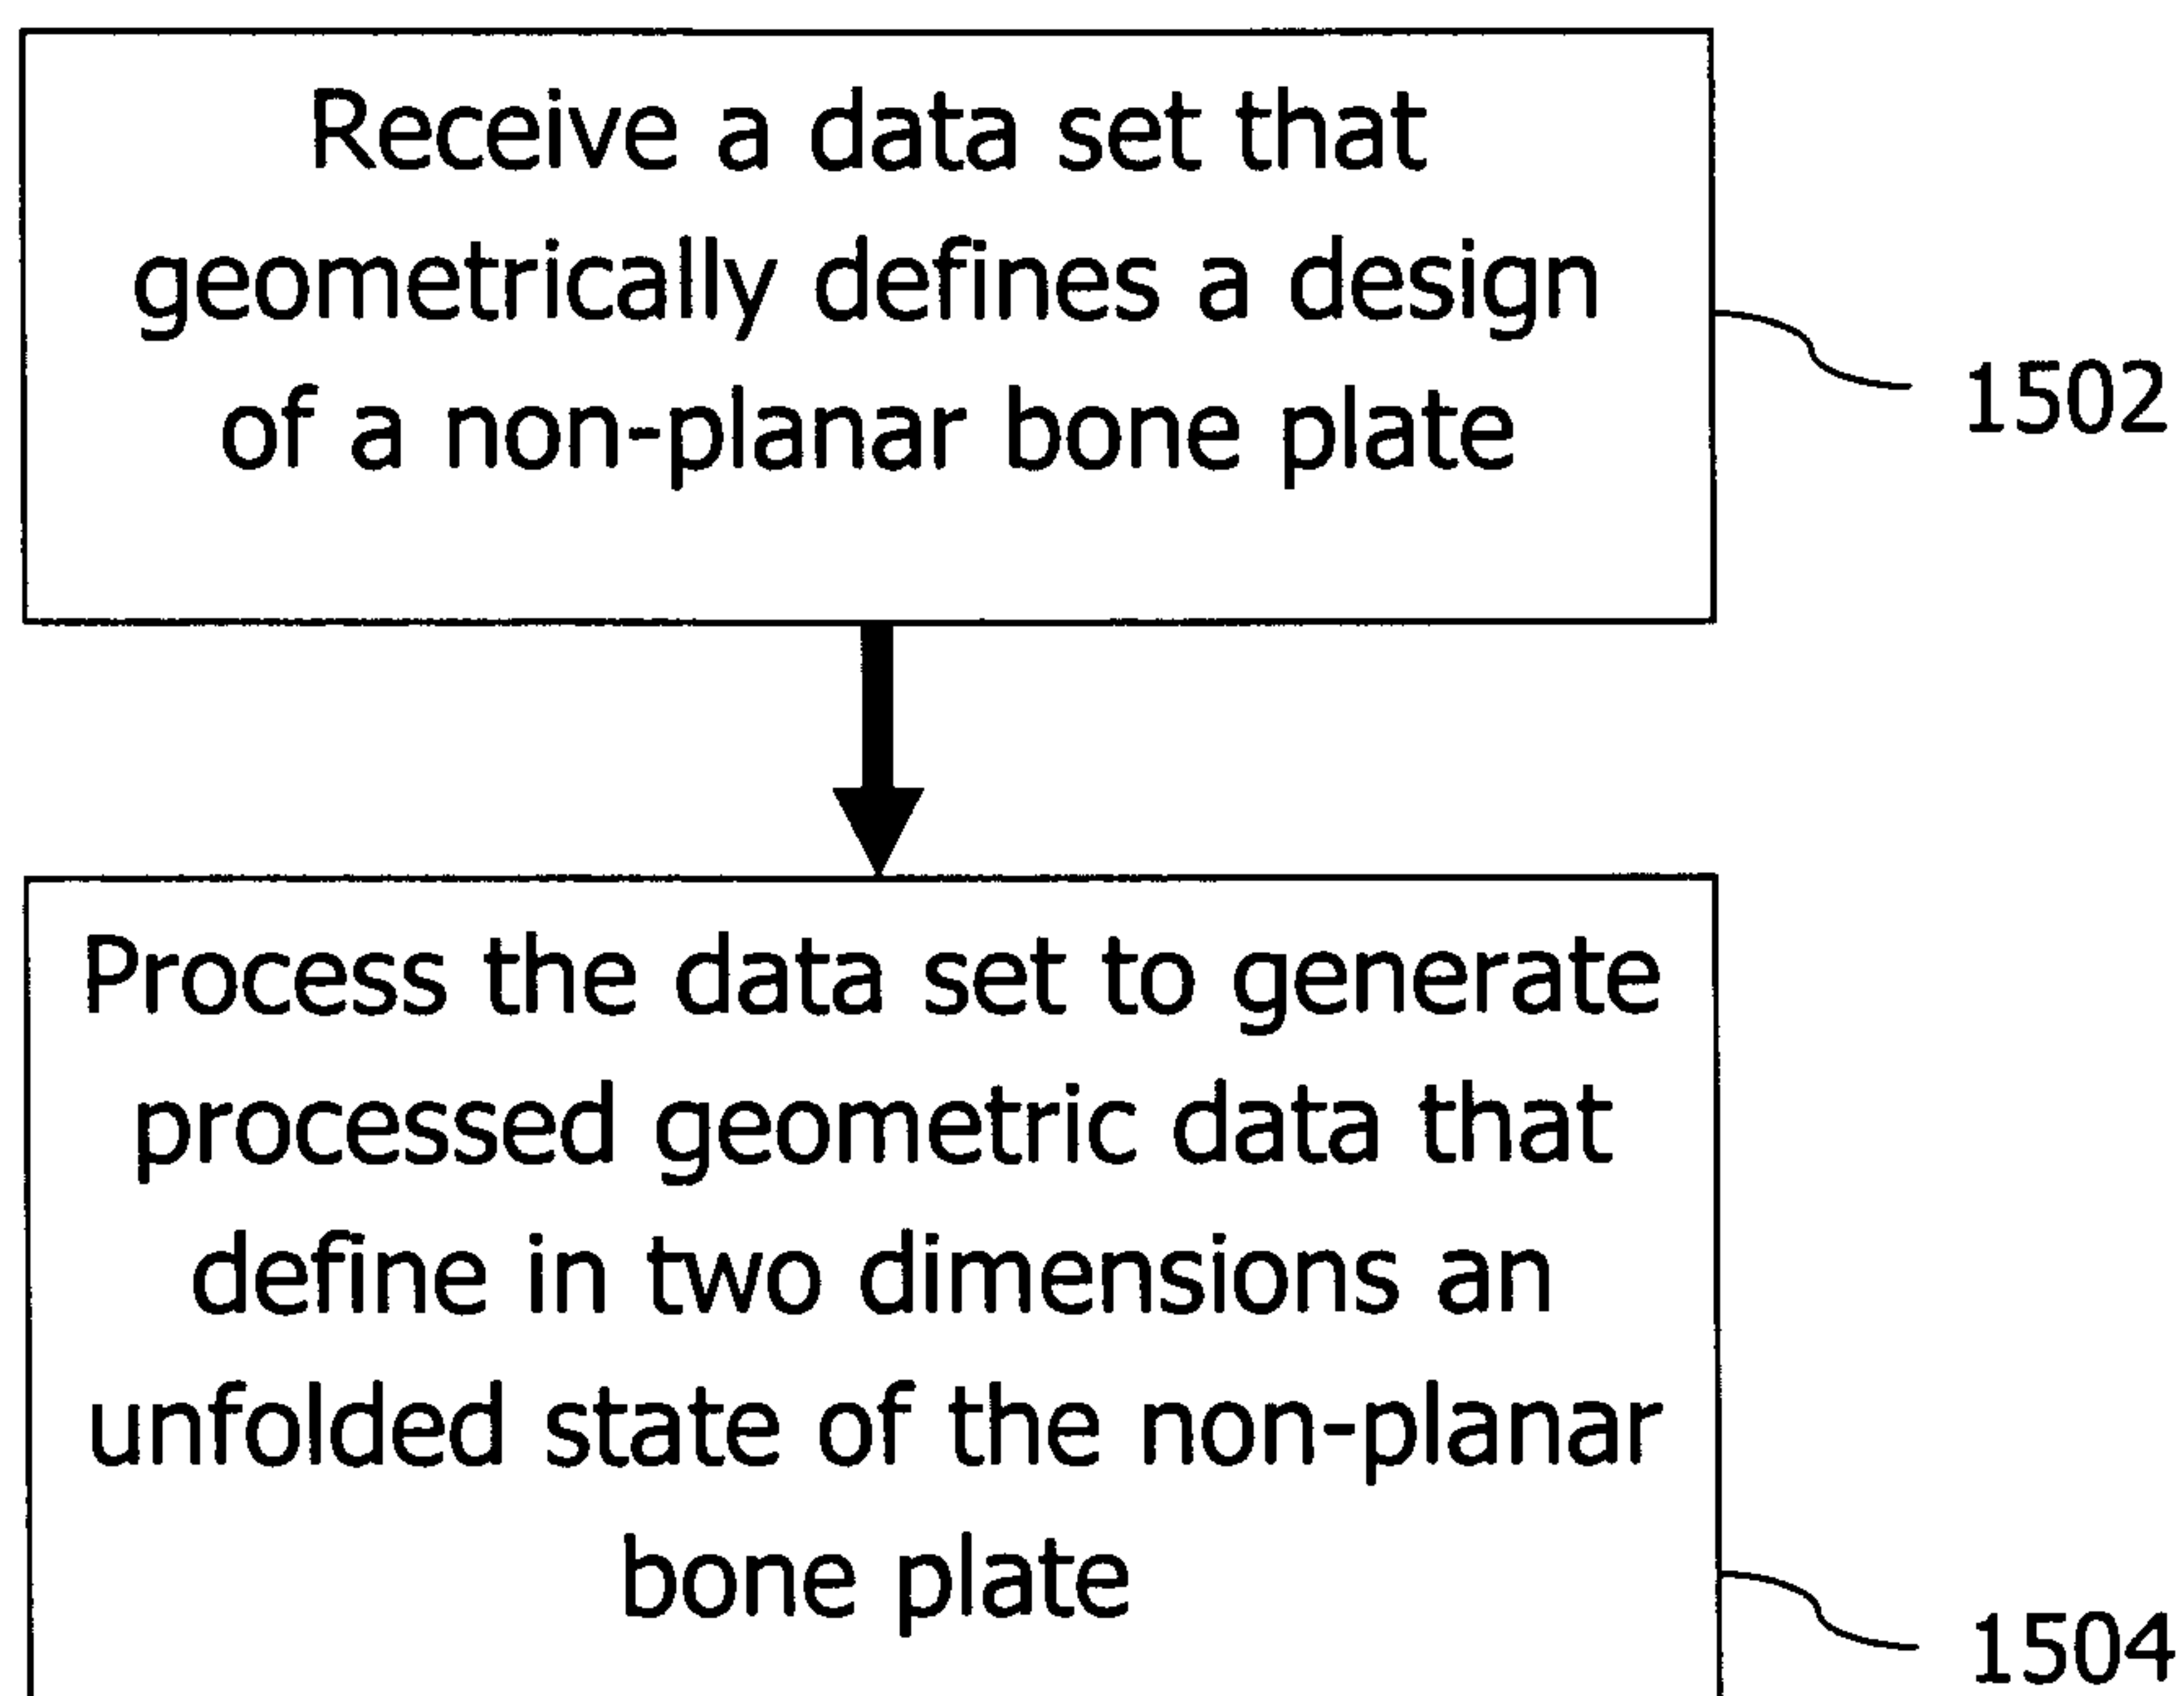 Receive a data set that
geometrically defines a design
of a non-planar bone plate
1502
Process the data set to generate
processed geometric data that
define in two dimensions an
unfolded state of the non-planar
bone plate
1504